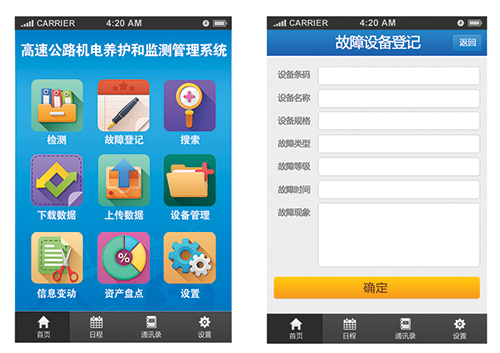 CARRIER 4:20 AM
高速公路机电养护和监测管理系统
检测 故障登记 搜索
下载数据 上传数据 设备管理
%
信息变动 资产盘点 设置
首页 日程 通讯录 设置
CARRIER 4:20 AM
故障设备登记 返回
设备条码
设备名称
设备规格
故障类型
故障等级
故障时间
故障现象
确定
首页 日程 通讯录 设置